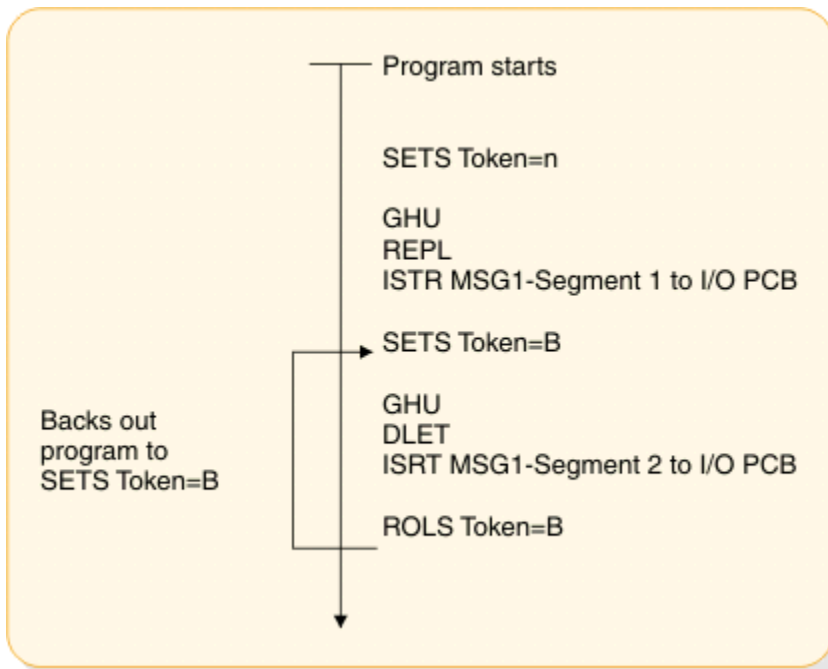 Program starts
SETS Token=n
GHU
REPL
ISTR MSG1-Segment 1 to I/O PCB
SETS Token=B
GHU
DLET
ISRT MSG1-Segment 2 to I/O PCB
ROLS Token=B
Backs out
program to
SETS Token=B